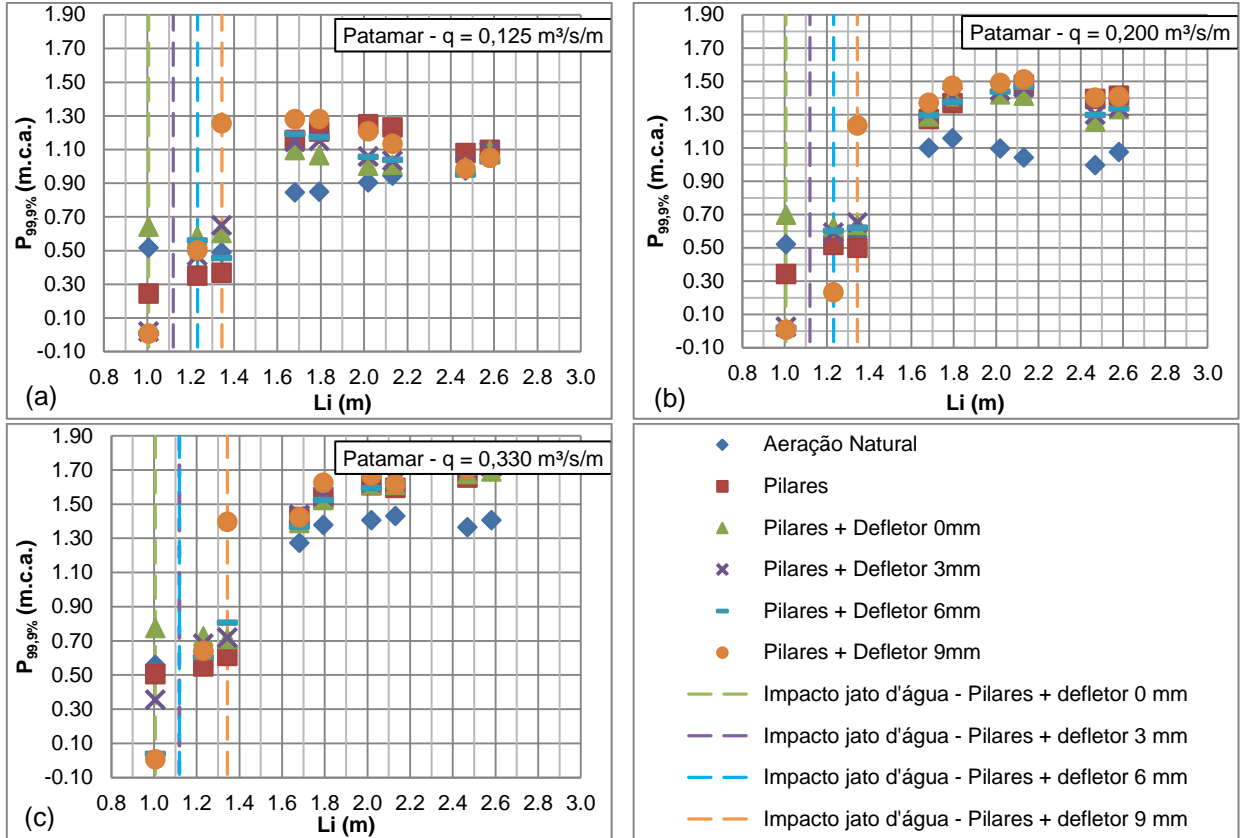 Patamar - q = 0,125 m³/s/m
P99,9% (m.c.a.)
1.90
1.70
1.50
1.30
1.10
0.90
0.70
0.50
0.30
0.10
-0.10
0.8 1.0 1.2 1.4 1.6 1.8 2.0 2.2 2.4 2.6 2.8 3.0
Li (m)
(a)
Patamar - q = 0,200 m³/s/m
P99,9% (m.c.a.)
1.90
1.70
1.50
1.30
1.10
0.90
0.70
0.50
0.30
0.10
-0.10
0.8 1.0 1.2 1.4 1.6 1.8 2.0 2.2 2.4 2.6 2.8 3.0
Li (m)
(b)
Patamar - q = 0,330 m³/s/m
P99,9% (m.c.a.)
1.90
1.70
1.50
1.30
1.10
0.90
0.70
0.50
0.30
0.10
-0.10
0.8 1.0 1.2 1.4 1.6 1.8 2.0 2.2 2.4 2.6 2.8 3.0
Li (m)
(c)
Aeração Natural
Pilares
Pilares + Defletor 0mm
Pilares + Defletor 3mm
Pilares + Defletor 6mm
Pilares + Defletor 9mm
Impacto jato d'água - Pilares + defletor 0 mm
Impacto jato d'água - Pilares + defletor 3 mm
Impacto jato d'água - Pilares + defletor 6 mm
Impacto jato d'água - Pilares + defletor 9 mm